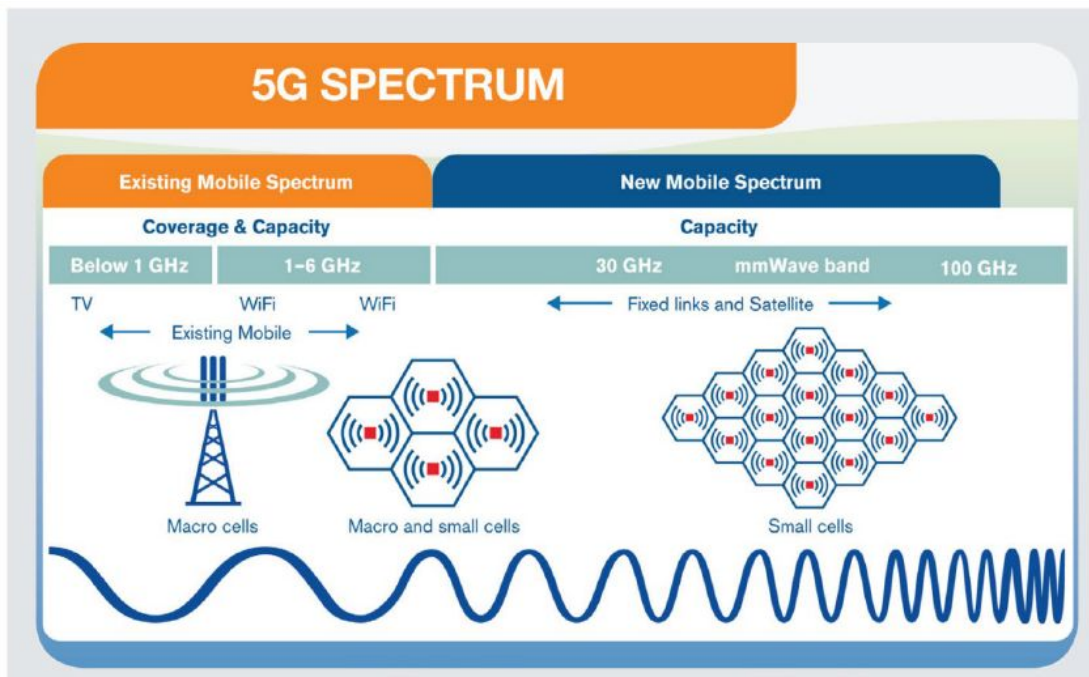 5G SPECTRUM
Existing Mobile Spectrum
New Mobile Spectrum
Coverage & Capacity
Capacity
Below 1 GHz
1–6 GHz
30 GHz
mmWave band
100 GHz
TV
WiFi
WiFi
Fixed links and Satellite
Existing Mobile
Macro cells
Macro and small cells
Small cells